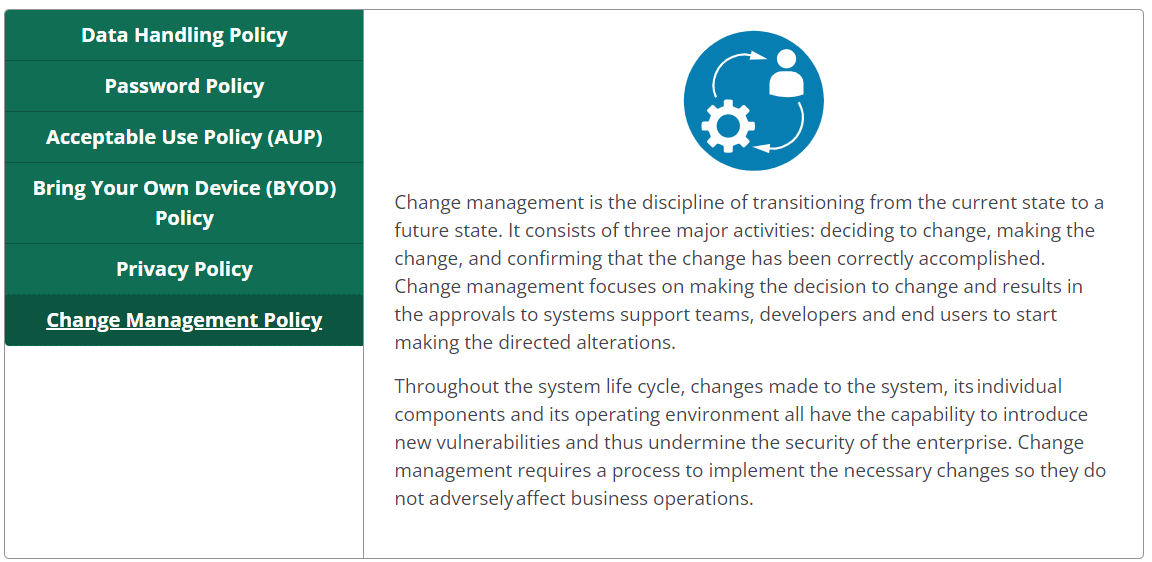 Data Handling Policy
Password Policy
Acceptable Use Policy (AUP)
Bring Your Own Device (BYOD)
Policy
Privacy Policy
Change Management Policy
Change management is the discipline of transitioning from the current state to a
future state. It consists of three major activities: deciding to change, making the
change, and confirming that the change has been correctly accomplished.
Change management focuses on making the decision to change and results in
the approvals to systems support teams, developers and end users to start
making the directed alterations.
Throughout the system life cycle, changes made to the system, its individual
components and its operating environment all have the capability to introduce
new vulnerabilities and thus undermine the security of the enterprise. Change
management requires a process to implement the necessary changes so they do
not adversely affect business operations.